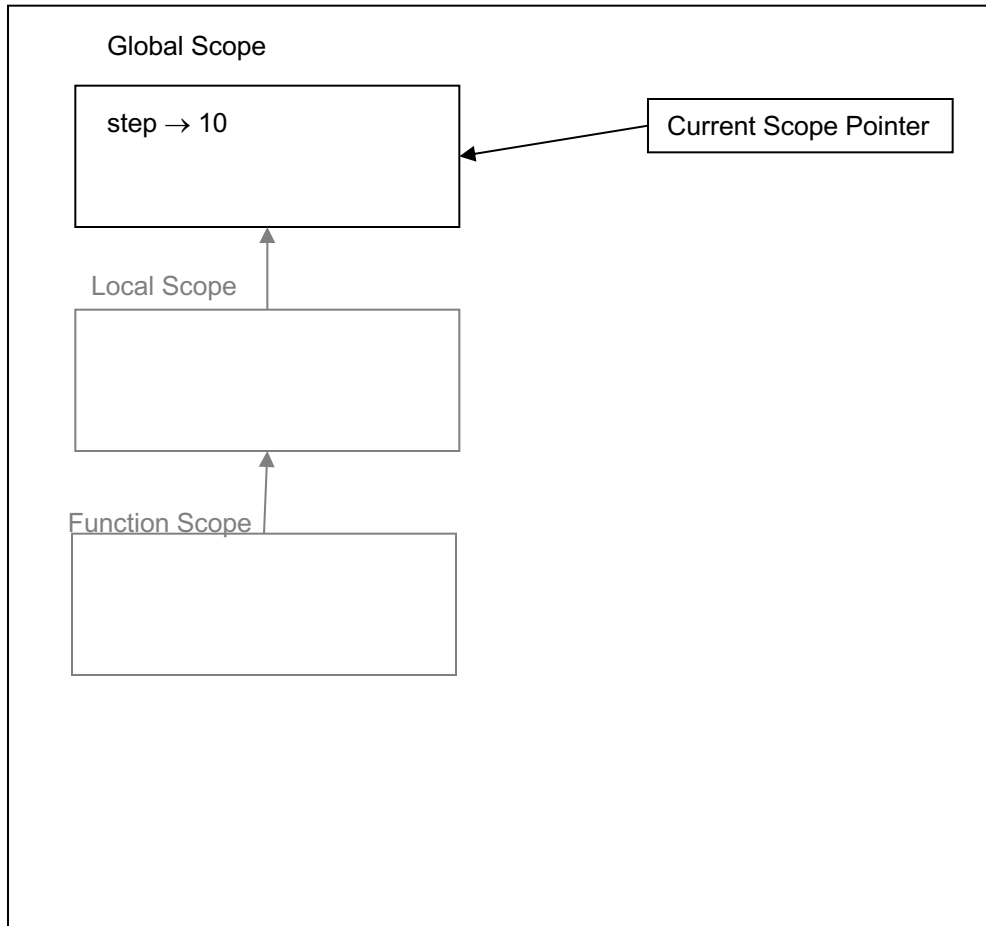 Global Scope
step → 10
Current Scope Pointer
Local Scope
Function Scope